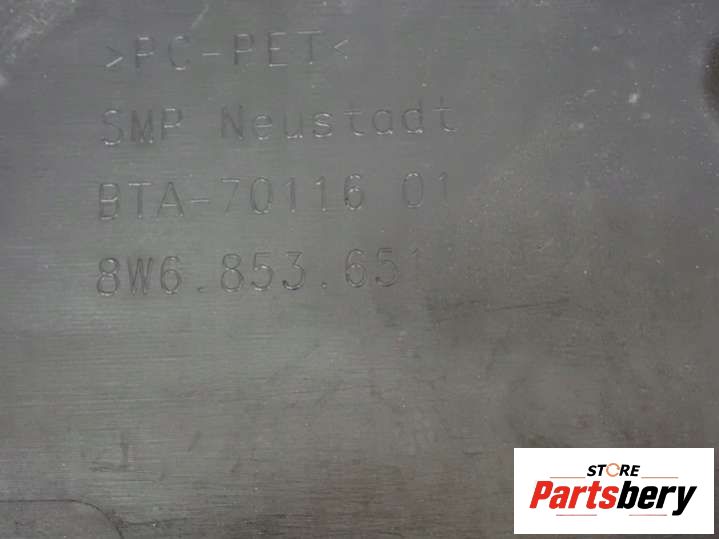 >PC-PET<
SMP Neustadt
BTA-70116 01
8W6.853.651
STORE
Partsbery